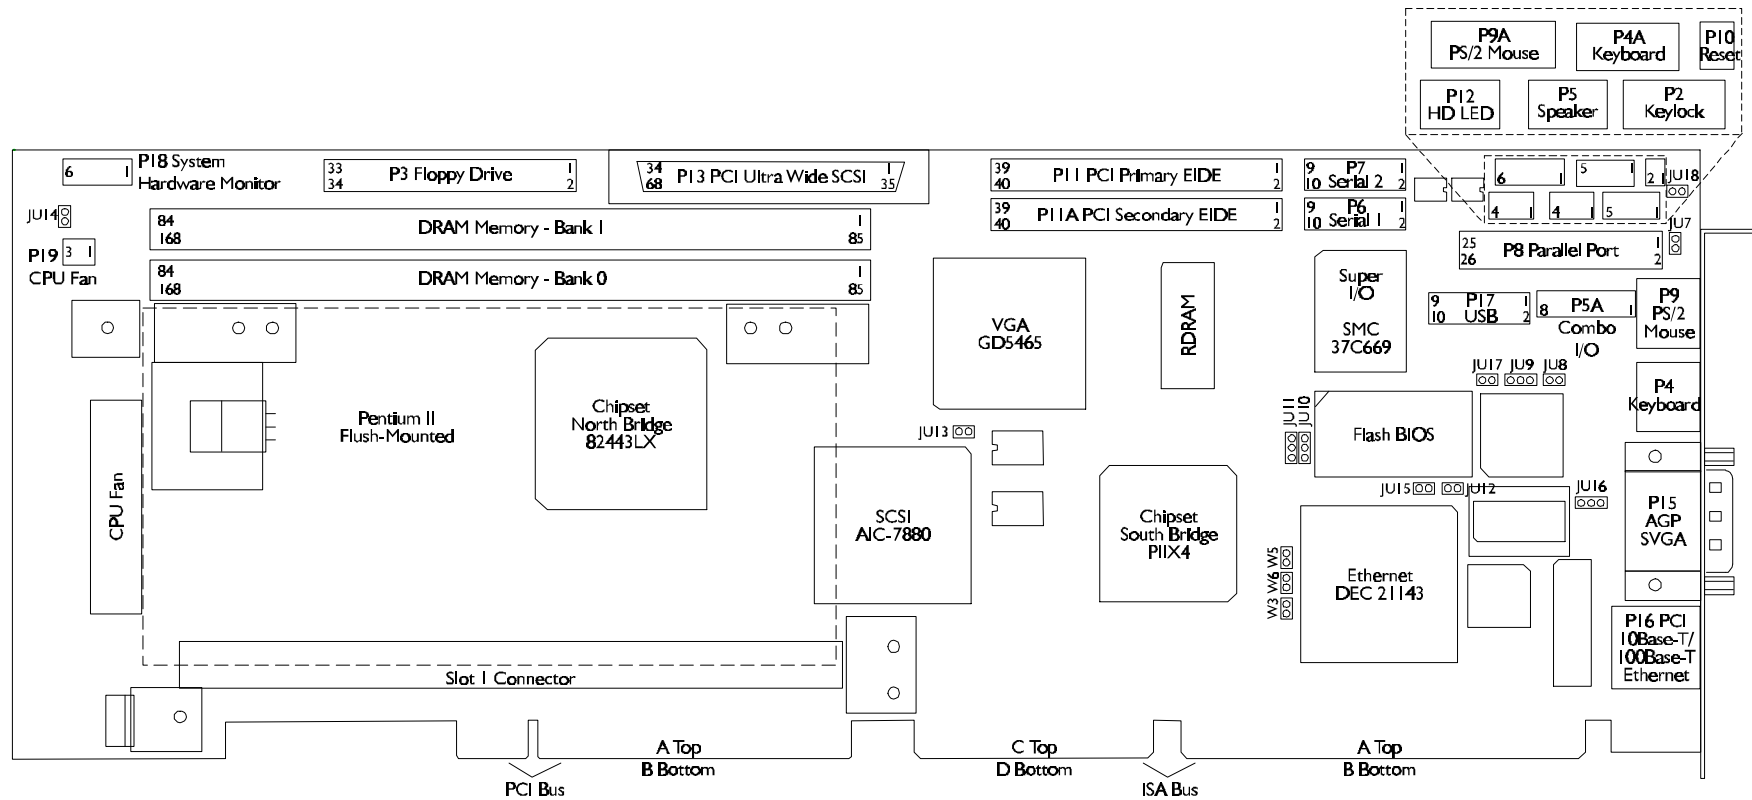 P9A
PS/2 Mouse
P4A
Keyboard
P10
Reset
P12
HD LED
P5
Speaker
P2
Keylock
6 1
P18 System
Hardware Monitor
33 1
34 2
P3 Floppy Drive
34 1
68 35
P13 PCI Ultra Wide SCSI
39 1
40 2
P11 PCI Primary EIDE
9 1
10 2
P7
Serial 2
6 1
5 1
2 1
JU18
JU14
84 1
168 85
DRAM Memory - Bank 1
39 1
40 2
P11A PCI Secondary EIDE
9 1
10 2
P6
Serial 1
4 1
4 1
5 1
JU7
P19
3 1
CPU Fan
84 1
168 85
DRAM Memory - Bank 0
25 1
26 2
P8 Parallel Port
VGA
GD5465
RDRAM
Super
I/O
SMC
37C669
9 1
10 2
P17
USB
8 1
P5A
Combo
I/O
P9
PS/2
Mouse
JU17
JU9
JU8
P4
Keyboard
Pentium II
Flush-Mounted
Chipset
North Bridge
82443LX
JU13
JU11
JU10
Flash BIOS
CPU Fan
SCSI
AIC-7880
Chipset
South Bridge
PIIX4
JU15
JU12
JU16
P15
AGP
SVGA
W5
W6
W3
Ethernet
DEC 21143
P16 PCI
10Base-T/
100Base-T
Ethernet
Slot 1 Connector
A Top
B Bottom
C Top
D Bottom
A Top
B Bottom
PCI Bus
ISA Bus